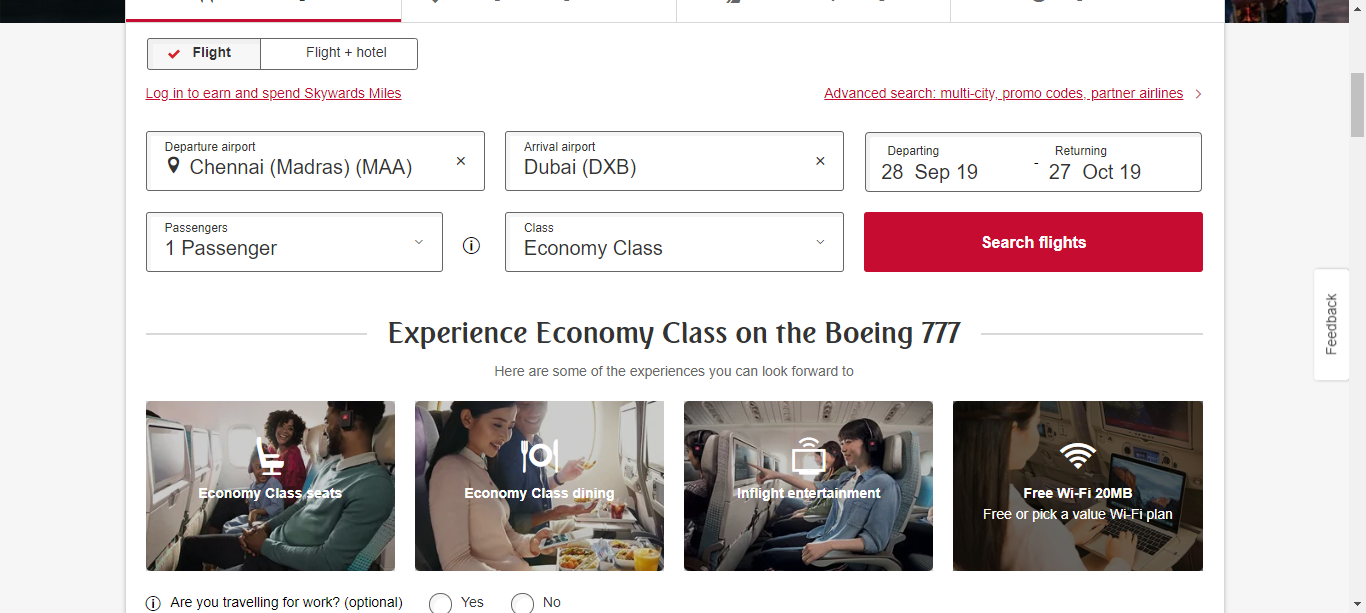 Flight
Flight + hotel
Log in to earn and spend Skywards Miles
Advanced search: multi-city, promo codes, partner airlines
Departure airport
Chennai (Madras) (MAA)
Arrival airport
Dubai (DXB)
Departing
28 Sep 19
-
Returning
27 Oct 19
Passengers
1 Passenger
Class
Economy Class
Search flights
Feedback
Experience Economy Class on the Boeing 777
Here are some of the experiences you can look forward to
Economy Class seats
Economy Class dining
Inflight entertainment
Free Wi-Fi 20MB
Free or pick a value Wi-Fi plan
Are you travelling for work? (optional)
Yes
No